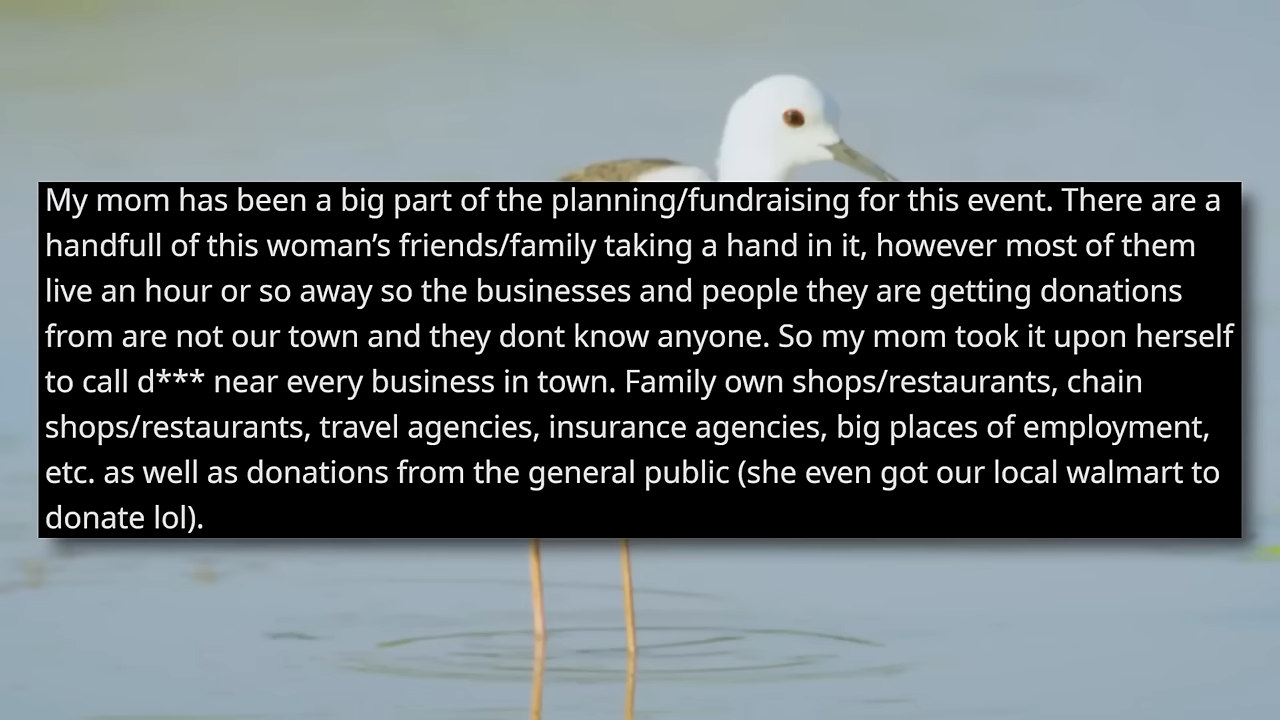 My mom has been a big part of the planning/fundraising for this event. There are a
handfull of this woman’s friends/family taking a hand in it, however most of them
live an hour or so away so the businesses and people they are getting donations
from are not our town and they dont know anyone. So my mom took it upon herself
to call d*** near every business in town. Family own shops/restaurants, chain
shops/restaurants, travel agencies, insurance agencies, big places of employment,
etc. as well as donations from the general public (she even got our local walmart to
donate lol).